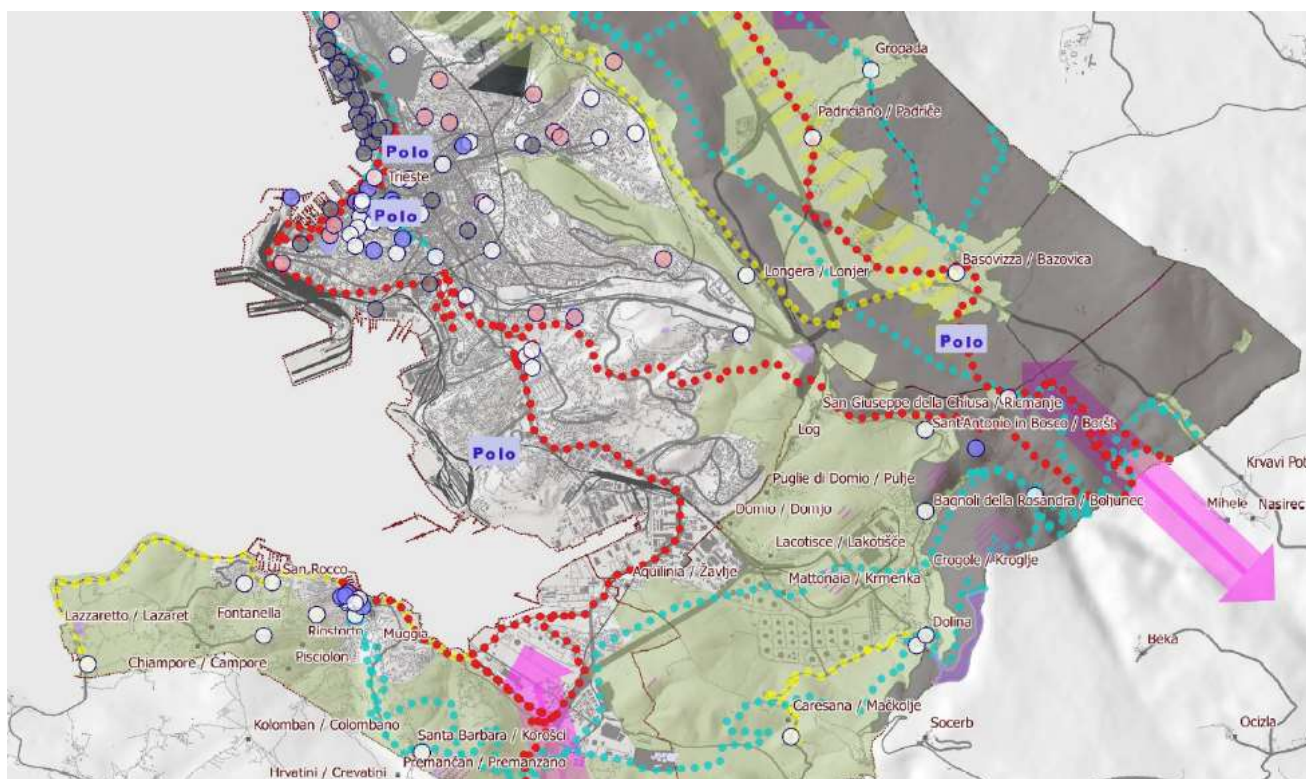 Gropada
Padriciano / Padriče
Polo
Trieste
Polo
Longera / Lonjer
Basovizza / Bazovica
Polo
San Giuseppe della Chiusa / Ricmanje
Log
Sant'Antonio in Bosco / Boršt
Polo
Krvavi Pot
Puglie di Domio / Pulje
Bagnoli della Rosandra / Boljunec
Mihele
Nasirec
Domio / Domjo
Lacotisce / Lakotišče
Crogole / Kroglje
San Rocco
Aquilinia / Žavlje
Mattonaia / Krmenka
Lazzaretto / Lazaret
Fontanella
Riostorto
Muggia
Dolina
Beka
Chiampore / Campore
Pisciolon
Caresana / Mačkolje
Kolomban / Colombano
Socerb
Ocizla
Santa Barbara / Korošci
Premančan / Premanzano
Hrvatini / Crevatini